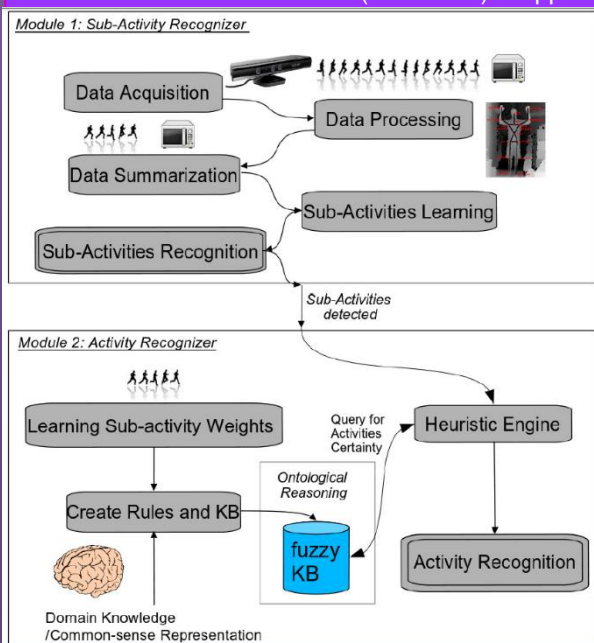 Module 1: Sub-Activity Recognizer
Data Acquisition
Data Processing
Data Summarization
Sub-Activities Learning
Sub-Activities Recognition
Sub-Activities
detected
Module 2: Activity Recognizer
Learning Sub-activity Weights
Query for
Activities
Certainty
Heuristic Engine
Ontological
Reasoning
Create Rules and KB
fuzzy
KB
Activity Recognition
Domain Knowledge
/Common-sense Representation